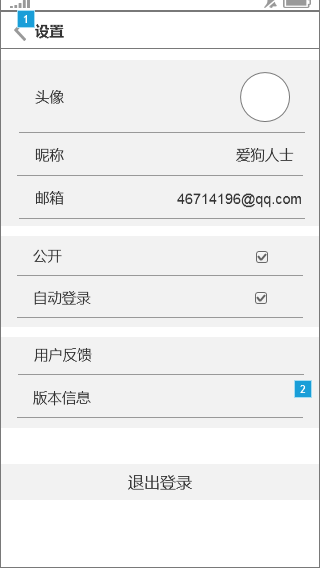 1
设置
头像
昵称 爱狗人士
邮箱 46714196@qq.com
公开
自动登录
用户反馈
2
版本信息
退出登录